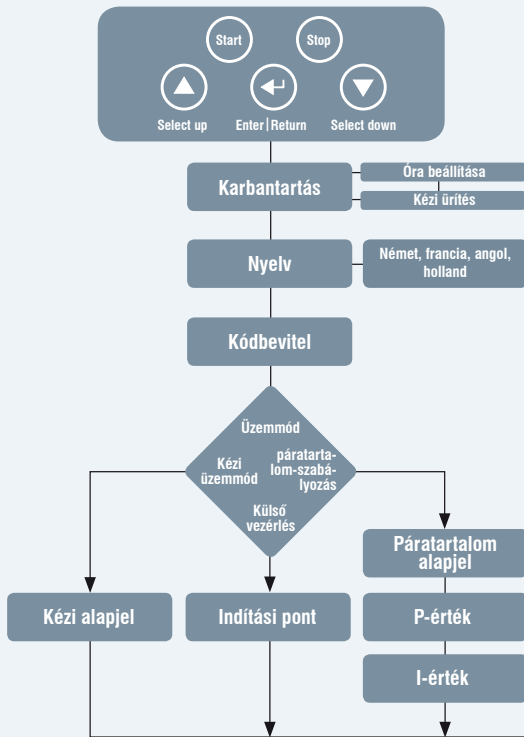 Start
Stop
Select up
Enter|Return
Select down
Karbantartás
Óra beállítása
Kézi ürítés
Nyelv
Német, francia, angol,
holland
Kódbevitel
Üzemmód
Kézi
üzemmód
páratarta-
lom-szabá-
lyozás
Külső
vezérlés
Páratartalom
alapjel
Kézi alapjel
Indítási pont
P-érték
I-érték